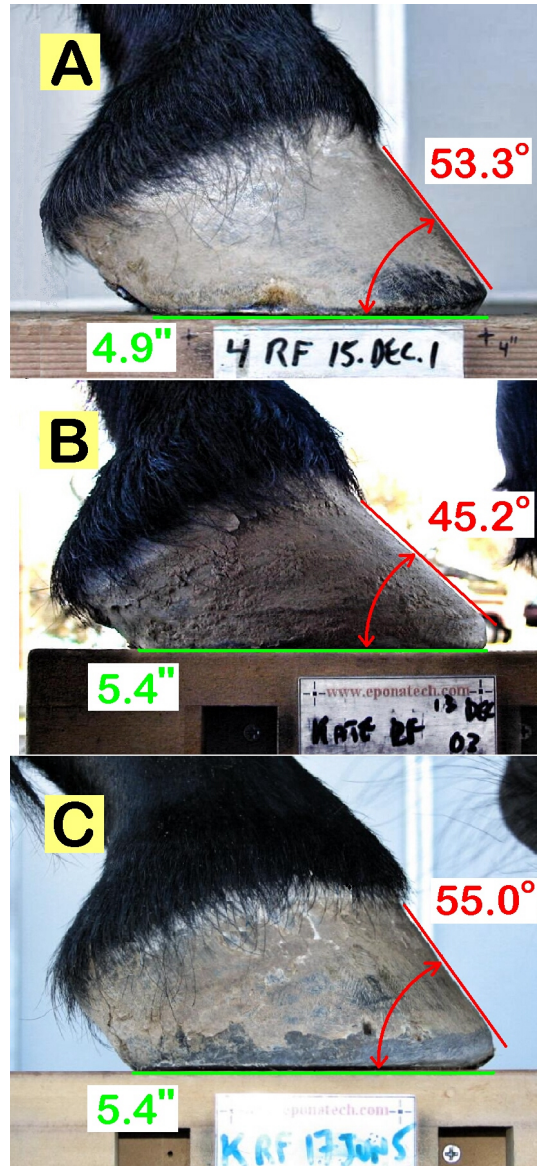 A
53.3°
4.9"
4 RF 15.DEC.1
4"
B
45.2°
5.4"
www.eponatech.com
13 DEC
KATE RF 03
C
55.0°
5.4"
eponatech.com
K RF 17 JUN 5